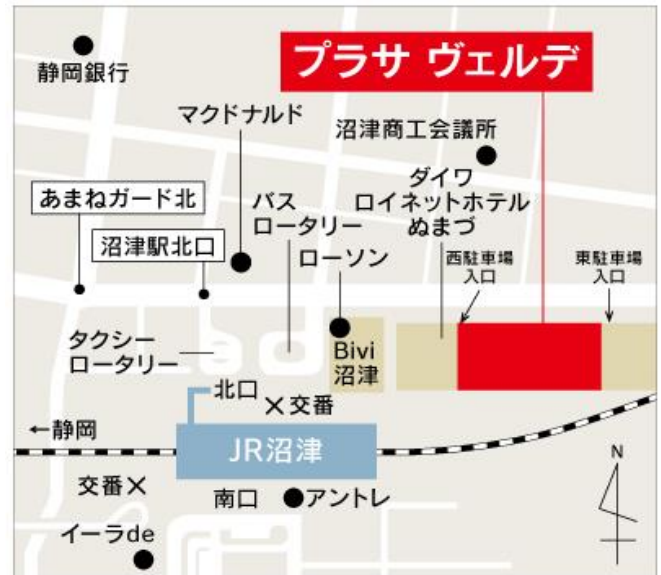 プラサ ヴェルデ
静岡銀行
マクドナルド
沼津商工会議所
あまねガード北
バス
ロータリー
ダイワ
ロイネットホテル
ぬまづ
沼津駅北口
ローソン
西駐車場
入口
東駐車場
入口
タクシー
ロータリー
Bivi
沼津
北口
交番
←静岡
JR沼津
N
交番
南口
アントレ
イーラde